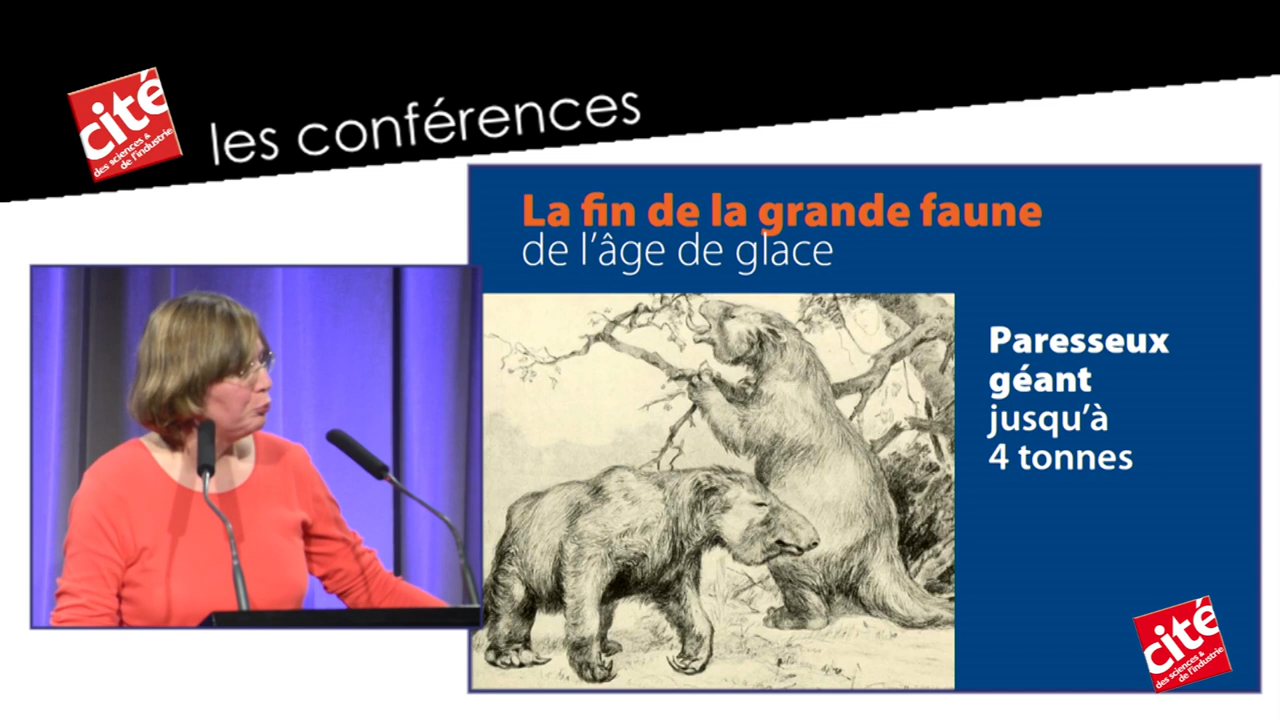 cité
des sciences &
de l'industrie
les conférences
La fin de la grande faune
de l'âge de glace
Paresseux
géant
jusqu'à
4 tonnes
cité
des sciences &
de l'industrie